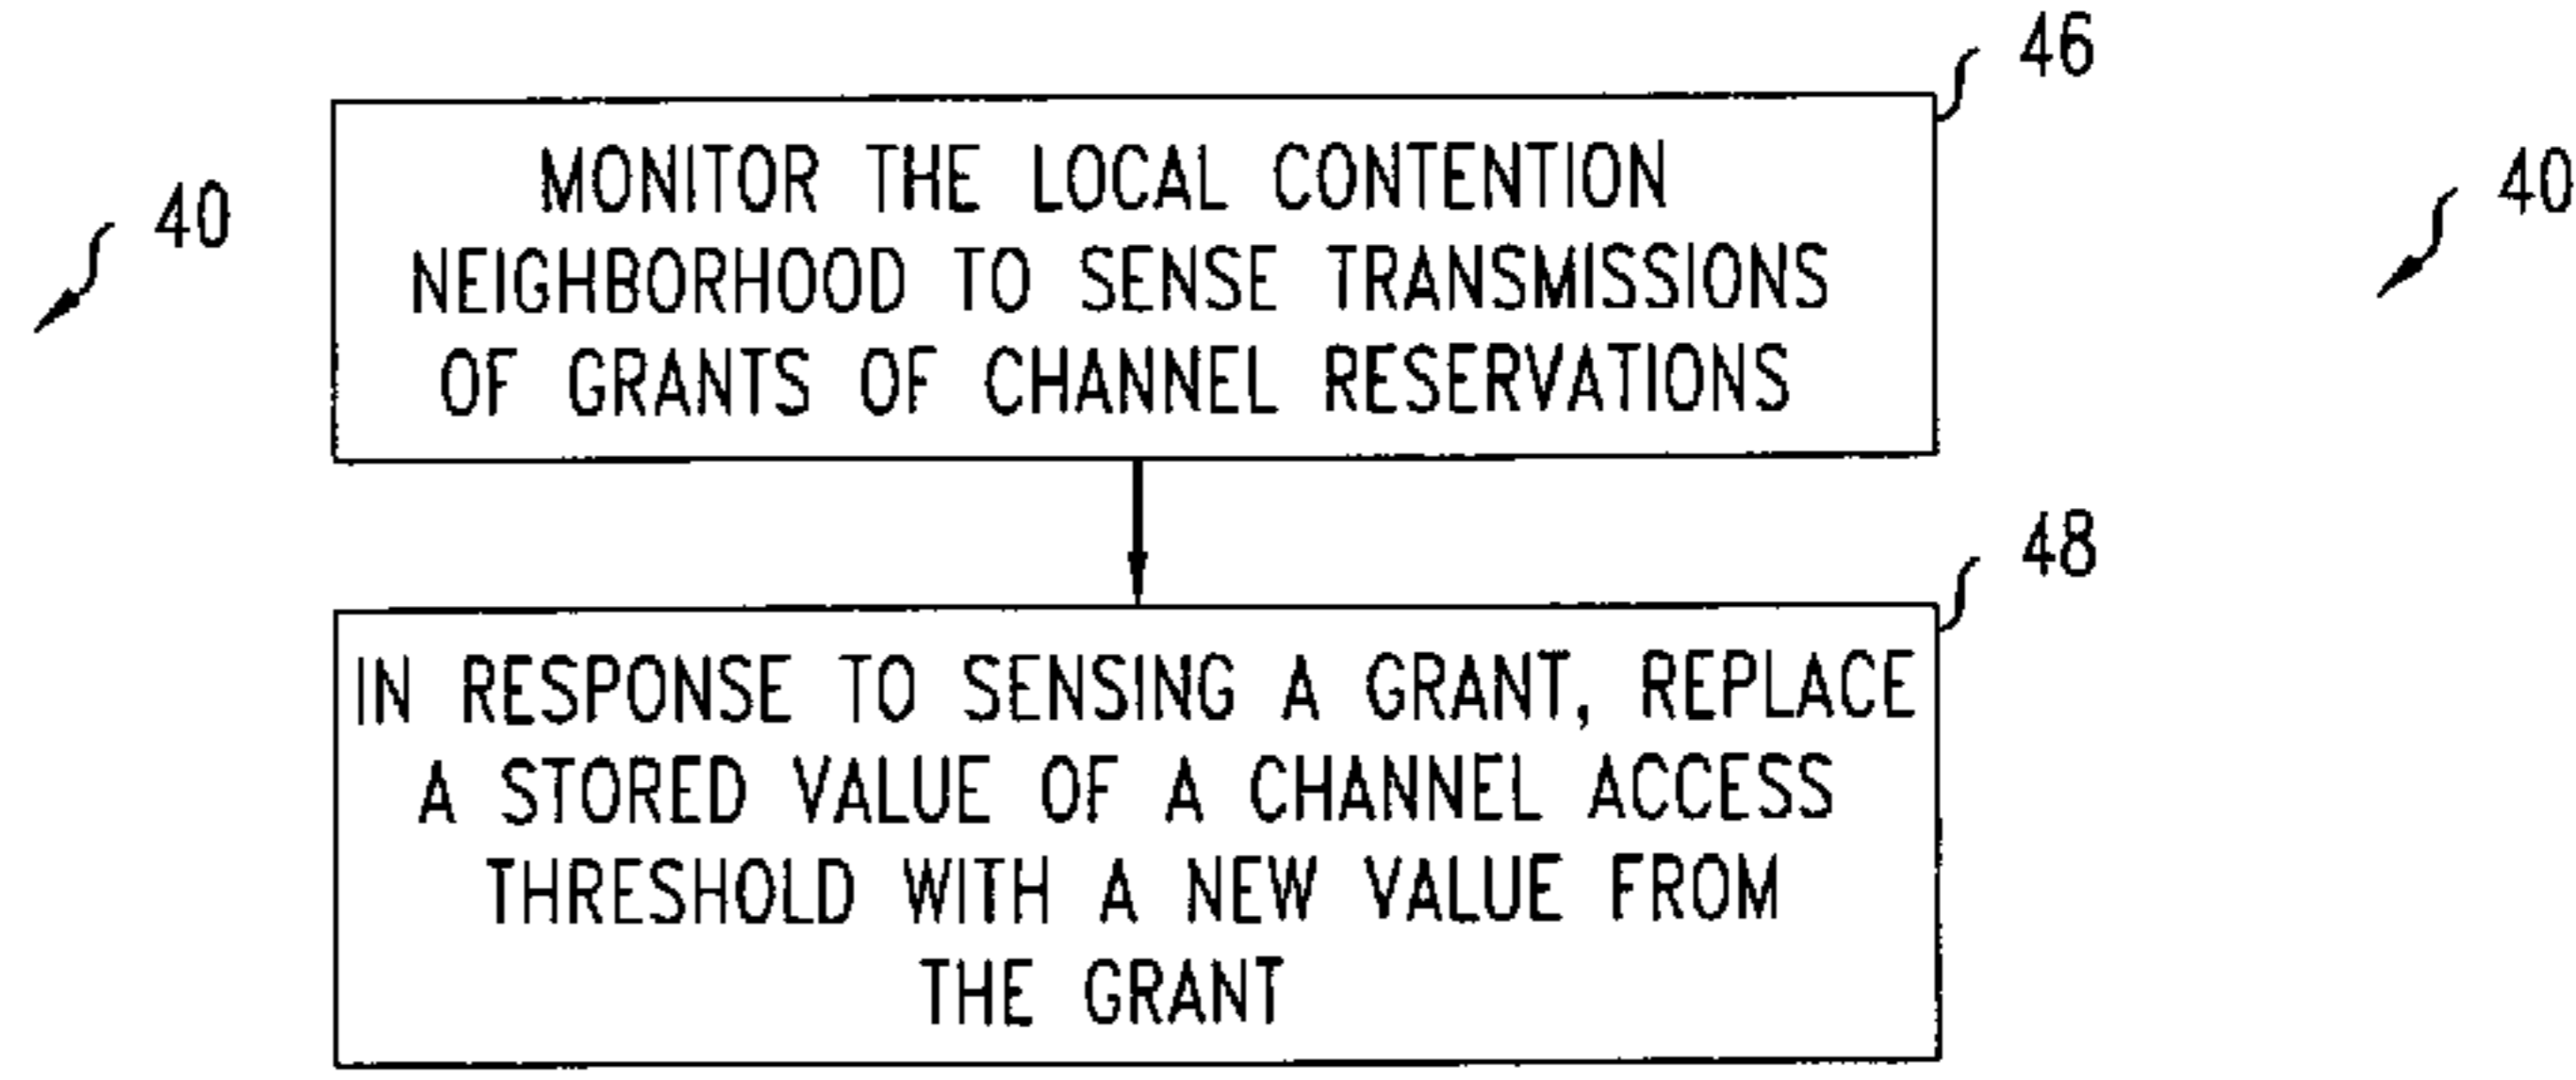 46
40
40
MONITOR THE LOCAL CONTENTION
NEIGHBORHOOD TO SENSE TRANSMISSIONS
OF GRANTS OF CHANNEL RESERVATIONS
48
IN RESPONSE TO SENSING A GRANT, REPLACE
A STORED VALUE OF A CHANNEL ACCESS
THRESHOLD WITH A NEW VALUE FROM
THE GRANT